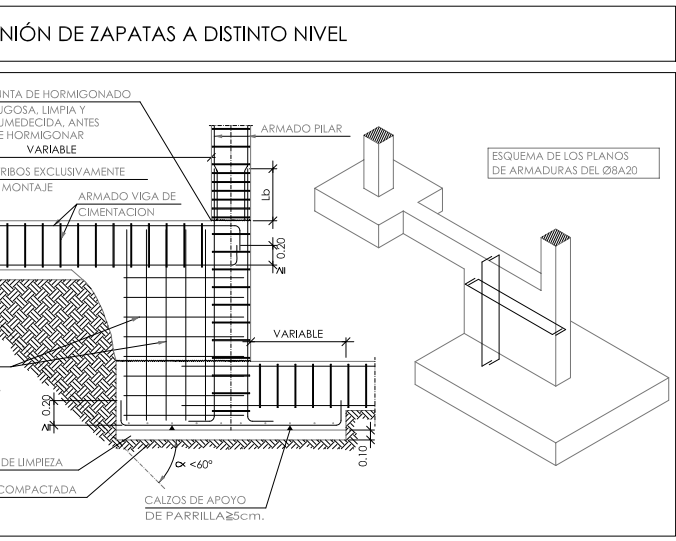 NIÓN DE ZAPATAS A DISTINTO NIVEL
NTA DE HORMIGONADO
UGOSA, LIMPIA Y
UMEDECIDA, ANTES
E HORMIGONAR
VARIABLE
RIBOS EXCLUSIVAMENTE
MONTAJE
ARMADO VIGA DE
CIMENTACION
ARMADO PILAR
Lb
≥ 0.20
VARIABLE
≥ 0.20
0.10
DE LIMPIEZA
COMPACTADA
α <60°
CALZOS DE APOYO
DE PARRILLA≥5cm.
ESQUEMA DE LOS PLANOS
DE ARMADURAS DEL Ø8A20